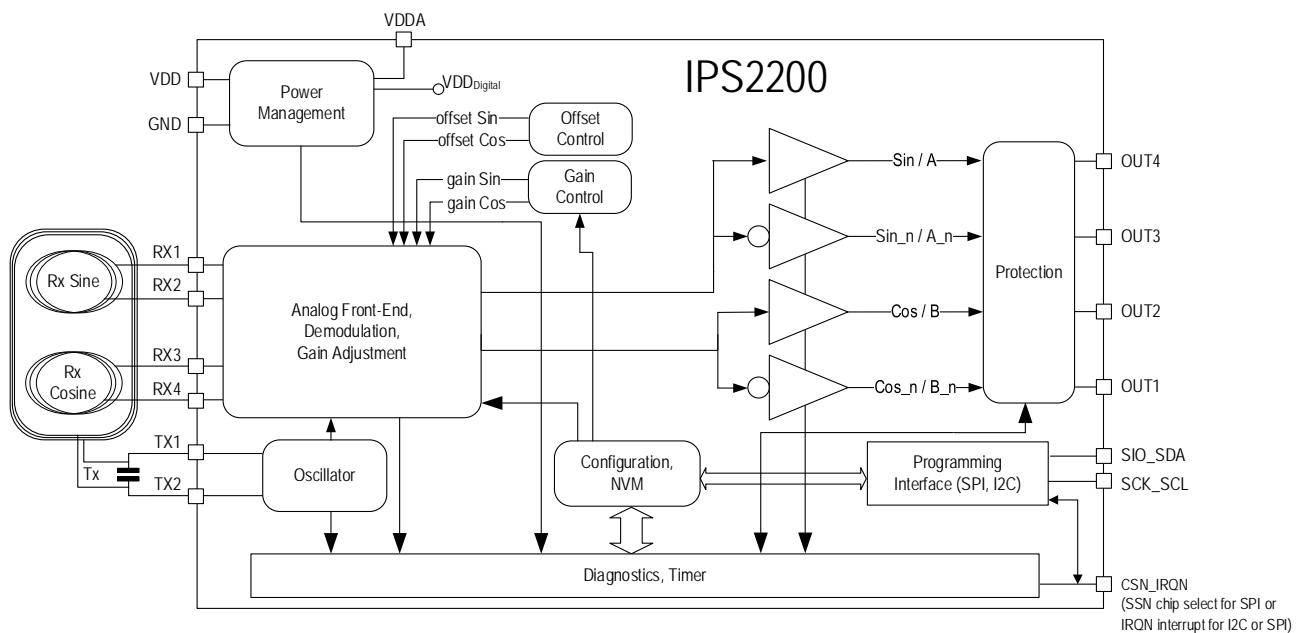 VDDA
IPS2200
VDD
GND
Power
Management
VDDDigital
offset Sin
offset Cos
Offset
Control
gain Sin
gain Cos
Gain
Control
Sin / A
Sin_n / A_n
Cos / B
Cos_n / B_n
Protection
OUT4
OUT3
OUT2
OUT1
Rx Sine
Rx
Cosine
RX1
RX2
RX3
RX4
Analog Front-End,
Demodulation,
Gain Adjustment
TX1
Tx
TX2
Oscillator
Configuration,
NVM
Programming
Interface (SPI, I2C)
SIO_SDA
SCK_SCL
Diagnostics, Timer
CSN_IRQN
(SSN chip select for SPI or
IRQN interrupt for I2C or SPI)